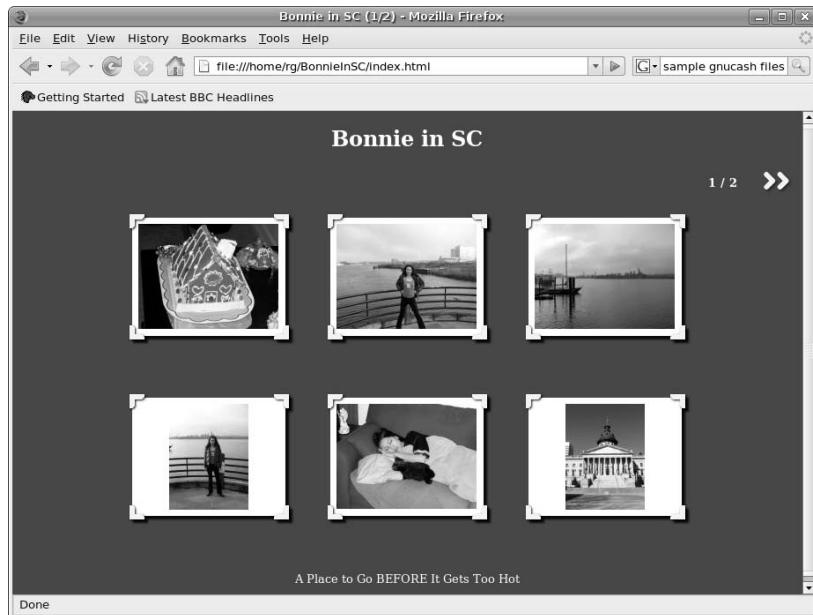 Bonnie in SC (1/2) - Mozilla Firefox
File Edit View History Bookmarks Tools Help
file:///home/rg/BonnieInSC/index.html
G
sample gnucash files
Getting Started Latest BBC Headlines
Bonnie in SC
1 / 2
A Place to Go BEFORE It Gets Too Hot
Done